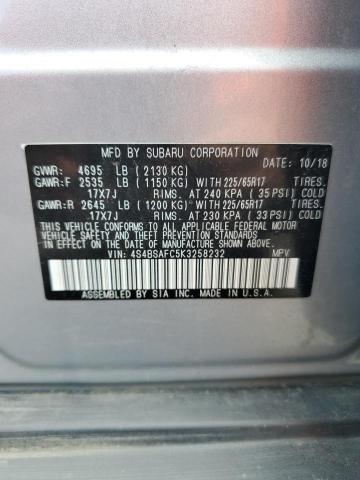 MFD. BY SUBARU CORPORATION DATE: 10/18
GVWR: 4695 LB ( 2130 KG)
GAWR:F 2535 LB ( 1150 KG) WITH 225/65R17 TIRES.
17X7J RIMS. AT 240 KPA ( 35 PSI) COLD
GAWR:R 2645 LB ( 1200 KG) WITH 225/65R17 TIRES.
17X7J RIMS. AT 230 KPA ( 33 PSI) COLD
THIS VEHICLE CONFORMS TO ALL APPLICABLE FEDERAL MOTOR
VEHICLE SAFETY STANDARDS IN EFFECT ON THE DATE OF
MANUFACTURE SHOWN ABOVE.
VIN: 4S4BSAFC5K3258232 MPV
ASSEMBLED BY SIA INC. MADE IN U.S.A.